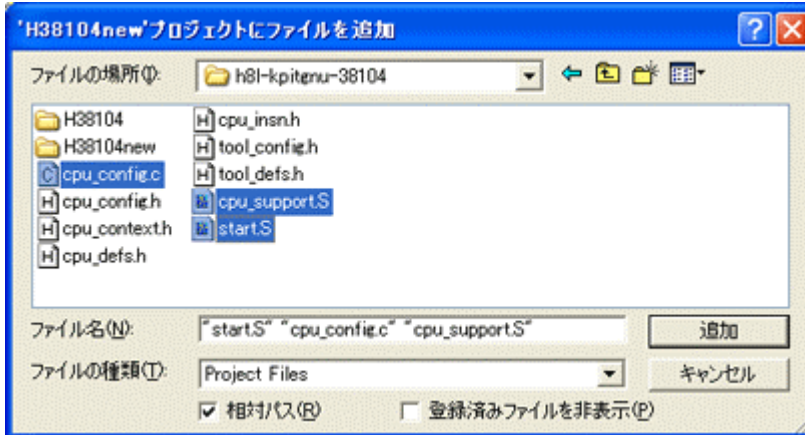 'H38104new'プロジェクトにファイルを追加
ファイルの場所(I): h8l-kpitgnu-38104
H38104
H38104new
cpu_config.c
cpu_config.h
cpu_context.h
cpu_defs.h
cpu_insn.h
tool_config.h
tool_defs.h
cpu_support.S
start.S
ファイル名(N): "start.S" "cpu_config.c" "cpu_support.S" 追加
ファイルの種類(T): Project Files キャンセル
相対パス(R) 登録済みファイルを非表示(P)